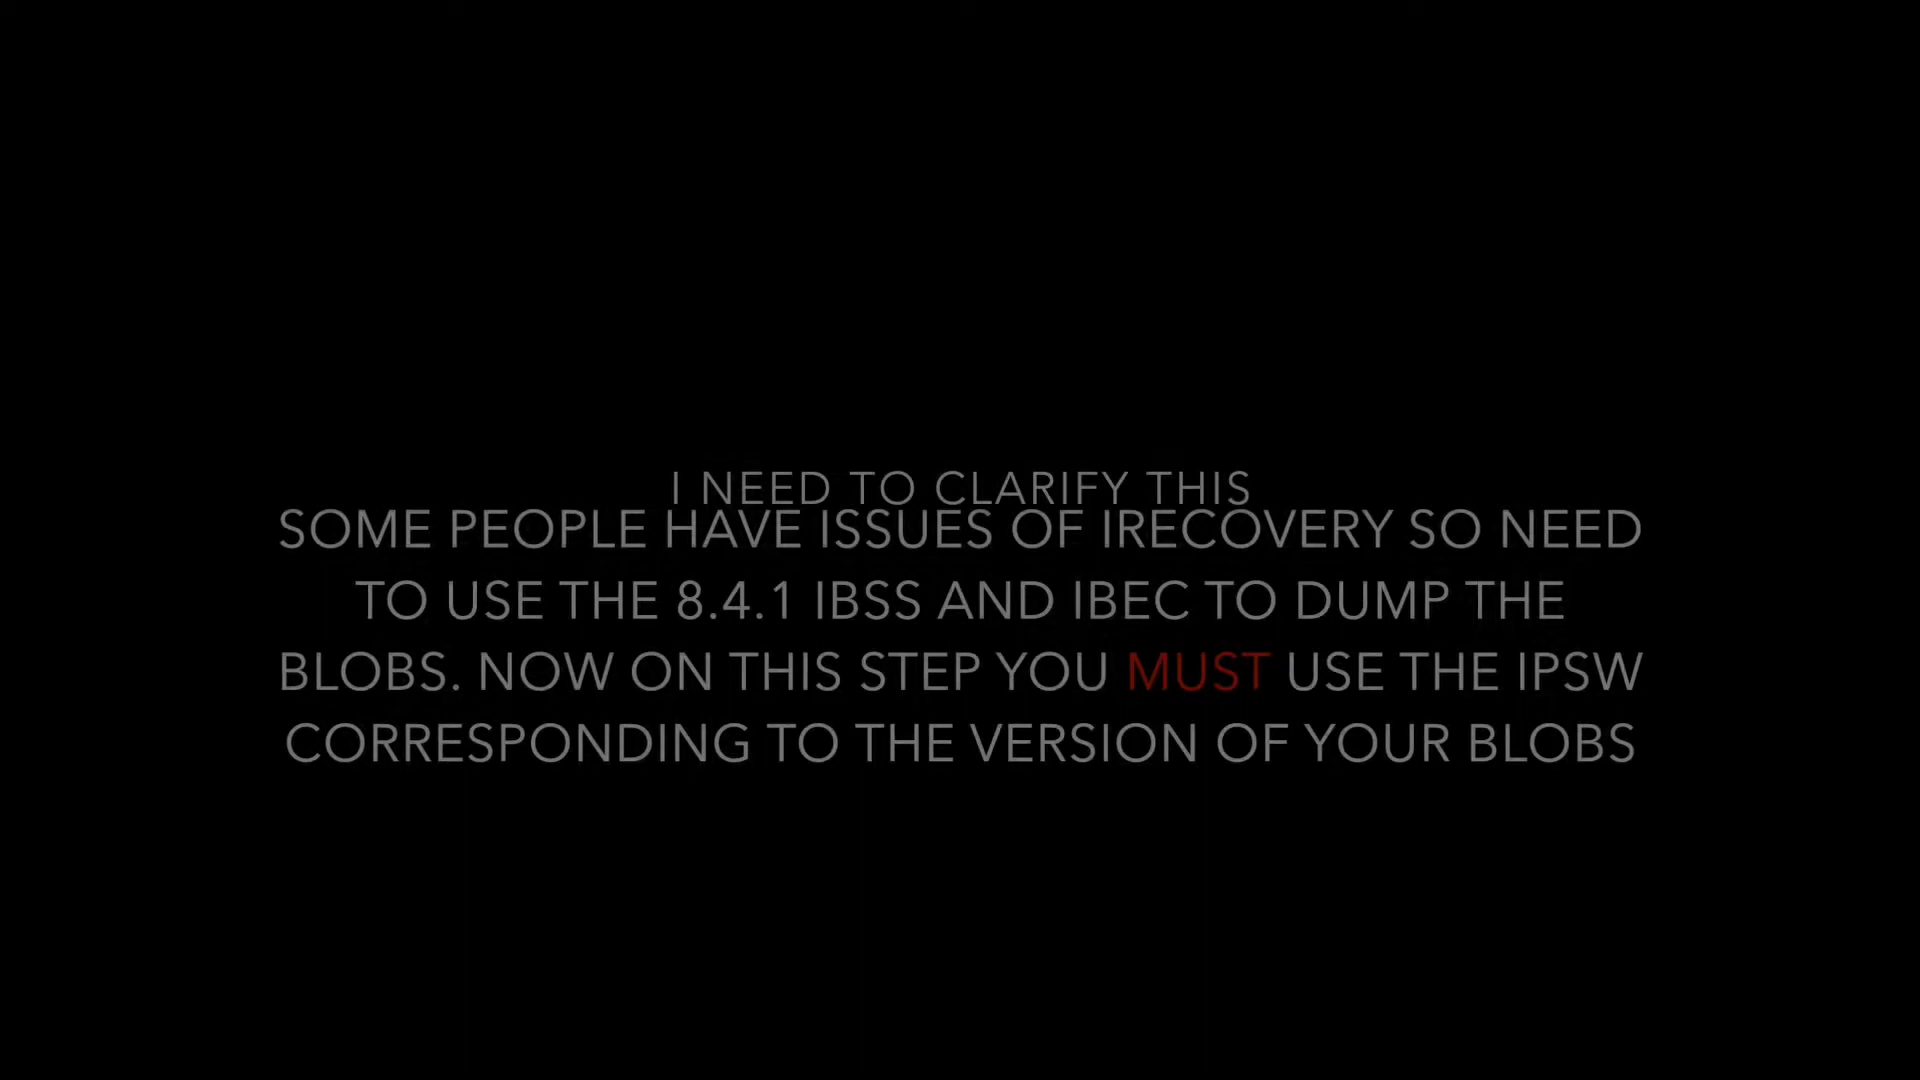 I NEED TO CLARIFY THIS
SOME PEOPLE HAVE ISSUES OF IRECOVERY SO NEED
TO USE THE 8.4.1 IBSS AND IBEC TO DUMP THE
BLOBS. NOW ON THIS STEP YOU MUST USE THE IPSW
CORRESPONDING TO THE VERSION OF YOUR BLOBS